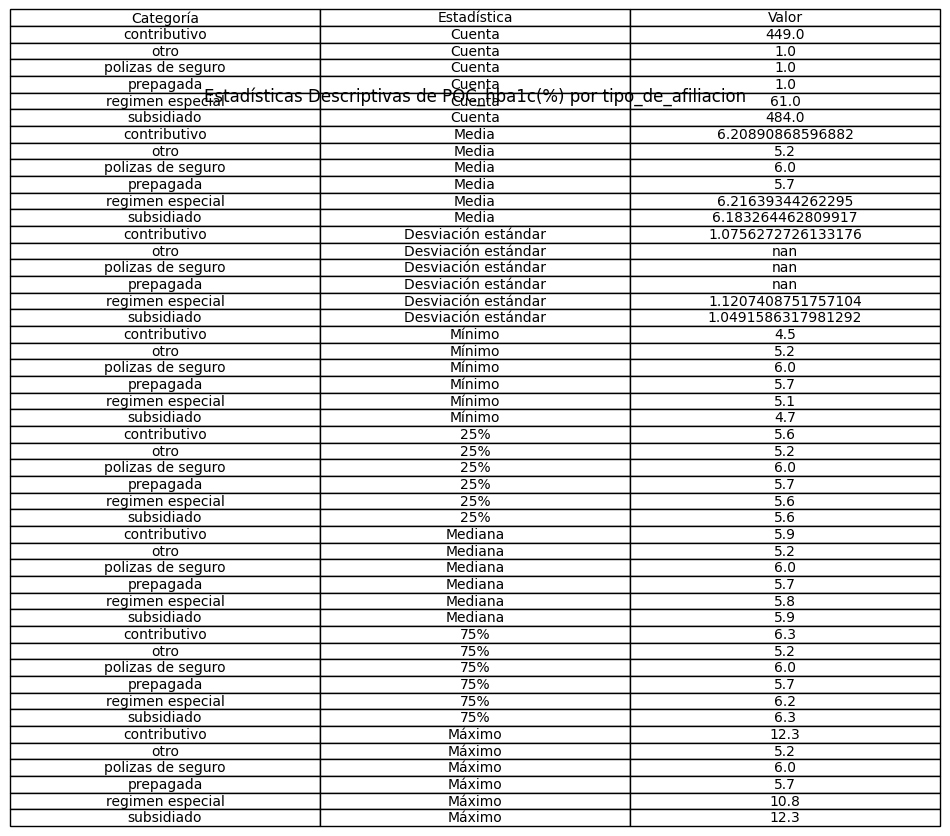 Categoría Estadística Valor
contributivo Cuenta 449.0
otro Cuenta 1.0
polizas de seguro Cuenta 1.0
prepagada Cuenta 1.0
Estadísticas Descriptivas de POC_hba1c(%) por tipo_de_afiliacion
regimen especial Cuenta 61.0
subsidiado Cuenta 484.0
contributivo Media 6.20890868596882
otro Media 5.2
polizas de seguro Media 6.0
prepagada Media 5.7
regimen especial Media 6.21639344262295
subsidiado Media 6.183264462809917
contributivo Desviación estándar 1.0756272726133176
otro Desviación estándar nan
polizas de seguro Desviación estándar nan
prepagada Desviación estándar nan
regimen especial Desviación estándar 1.1207408751757104
subsidiado Desviación estándar 1.0491586317981292
contributivo Mínimo 4.5
otro Mínimo 5.2
polizas de seguro Mínimo 6.0
prepagada Mínimo 5.7
regimen especial Mínimo 5.1
subsidiado Mínimo 4.7
contributivo 25% 5.6
otro 25% 5.2
polizas de seguro 25% 6.0
prepagada 25% 5.7
regimen especial 25% 5.6
subsidiado 25% 5.6
contributivo Mediana 5.9
otro Mediana 5.2
polizas de seguro Mediana 6.0
prepagada Mediana 5.7
regimen especial Mediana 5.8
subsidiado Mediana 5.9
contributivo 75% 6.3
otro 75% 5.2
polizas de seguro 75% 6.0
prepagada 75% 5.7
regimen especial 75% 6.2
subsidiado 75% 6.3
contributivo Máximo 12.3
otro Máximo 5.2
polizas de seguro Máximo 6.0
prepagada Máximo 5.7
regimen especial Máximo 10.8
subsidiado Máximo 12.3